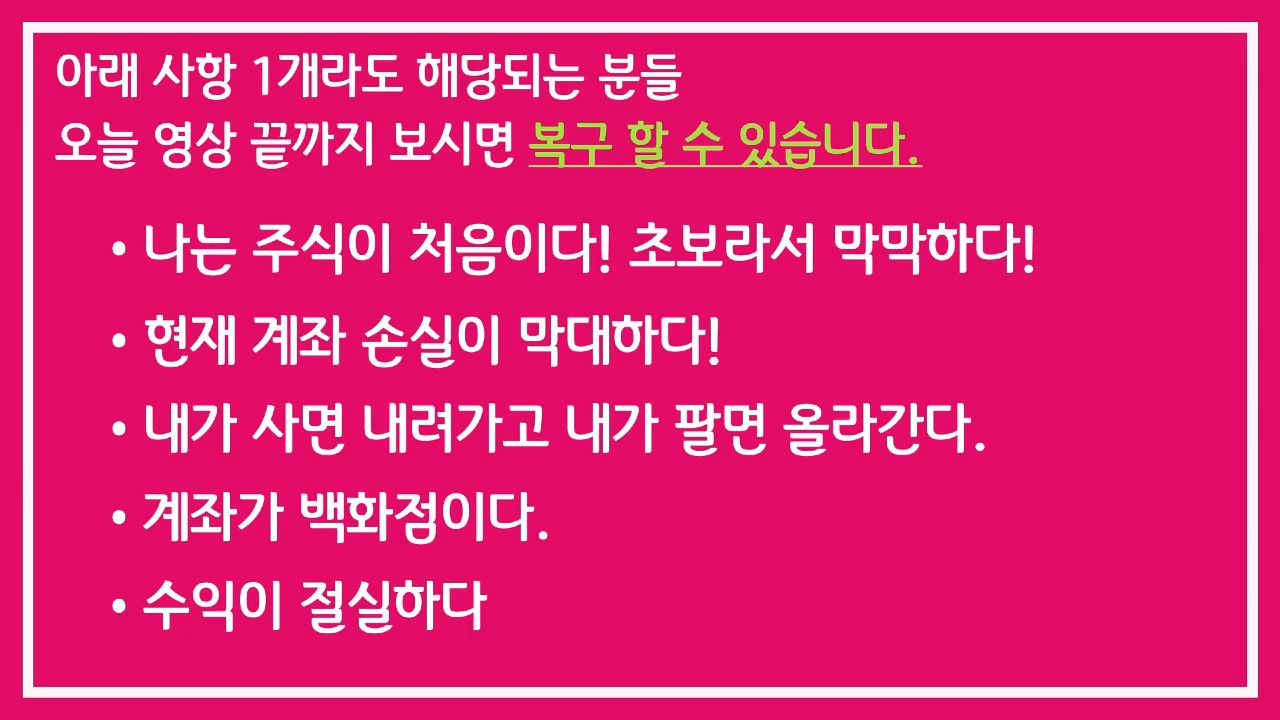 아래 사항 1개라도 해당되는 분들
오늘 영상 끝까지 보시면 복구 할 수 있습니다.
• 나는 주식이 처음이다! 초보라서 막막하다!
• 현재 계좌 손실이 막대하다!
• 내가 사면 내려가고 내가 팔면 올라간다.
• 계좌가 백화점이다.
• 수익이 절실하다